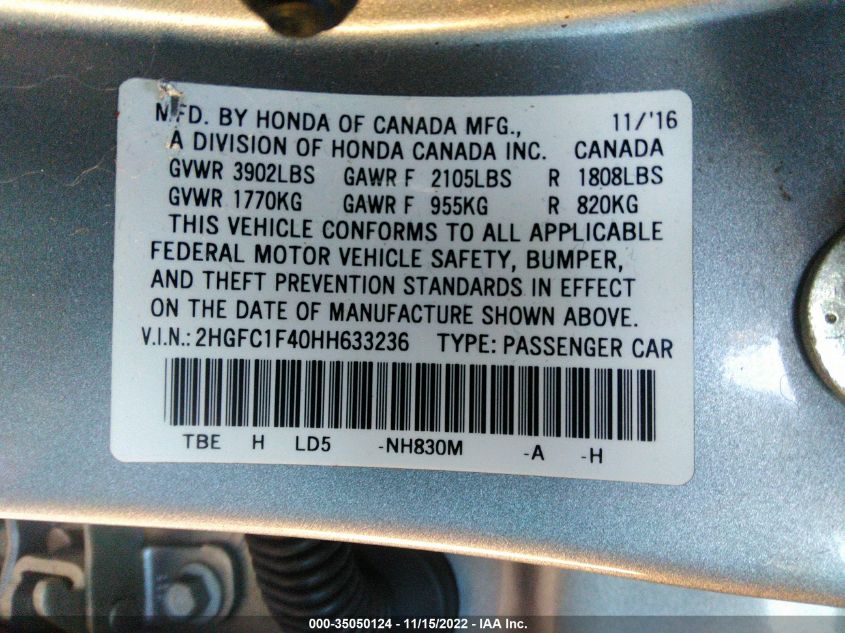 MFD. BY HONDA OF CANADA MFG., 11/'16
A DIVISION OF HONDA CANADA INC. CANADA
GVWR 3902LBS GAWR F 2105LBS R 1808LBS
GVWR 1770KG GAWR F 955KG R 820KG
THIS VEHICLE CONFORMS TO ALL APPLICABLE
FEDERAL MOTOR VEHICLE SAFETY, BUMPER,
AND THEFT PREVENTION STANDARDS IN EFFECT
ON THE DATE OF MANUFACTURE SHOWN ABOVE.
V.I.N.: 2HGFC1F40HH633236 TYPE: PASSENGER CAR
TBE H LD5 -NH830M -A -H
000-35050124 - 11/15/2022 - IAA Inc.